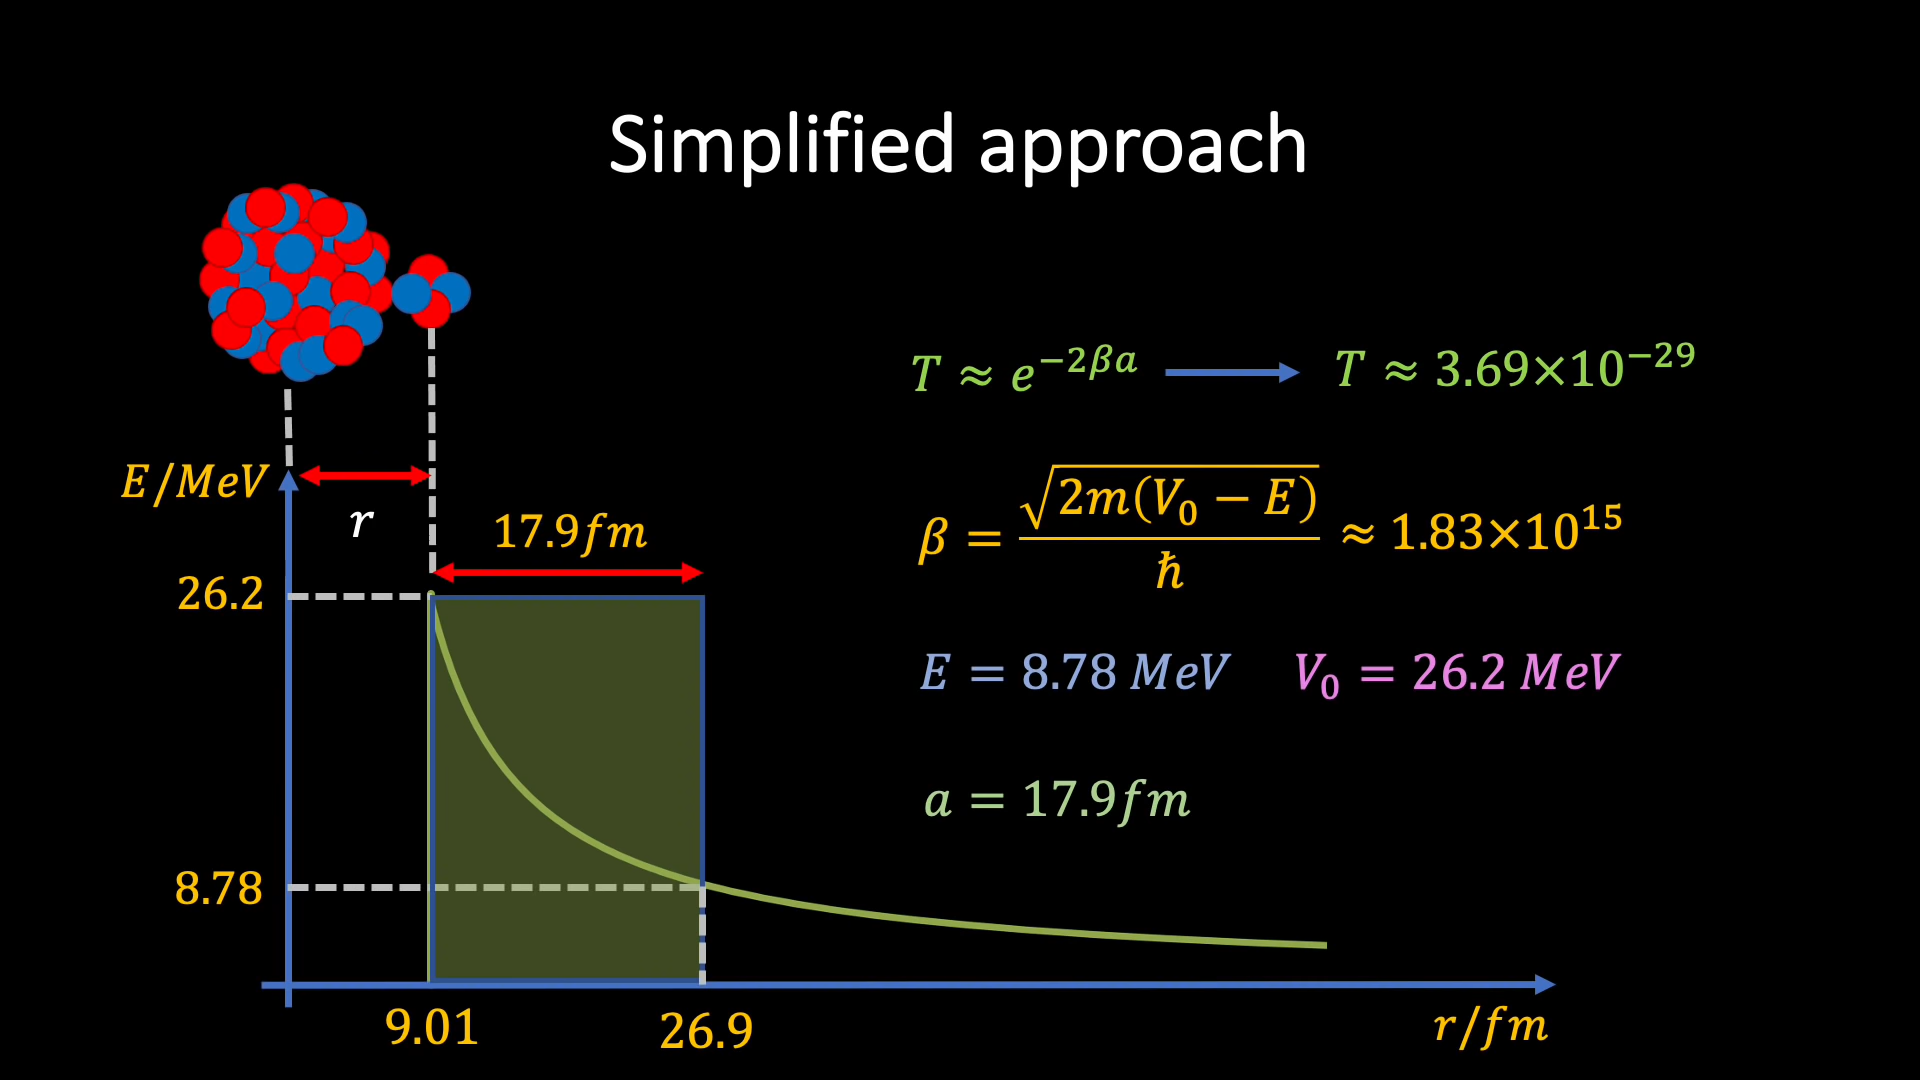 Simplified approach
T ≈ e^{−2βa} T ≈ 3.69×10^{−29}
E/MeV
r
17.9fm
β = √(2m(V₀ − E)) / ħ ≈ 1.83×10^{15}
26.2
E = 8.78 MeV V₀ = 26.2 MeV
a = 17.9fm
8.78
9.01
26.9
r/fm